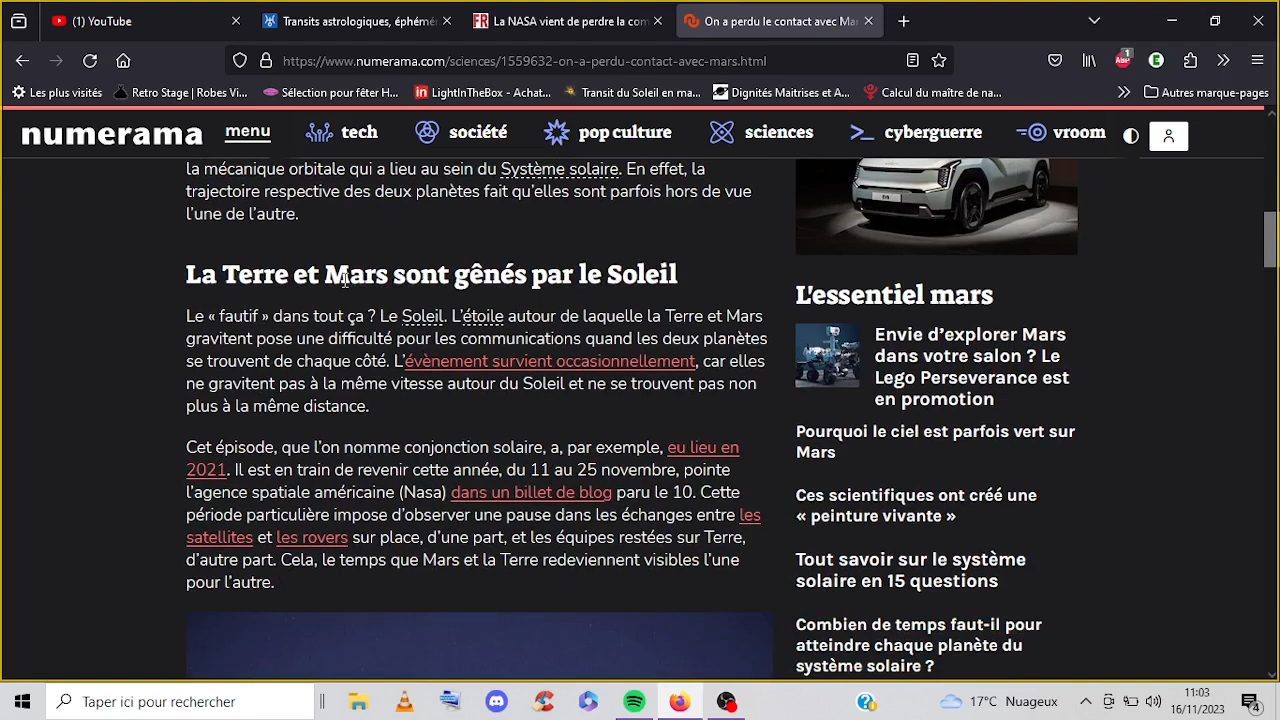 (1) YouTube
Transits astrologiques, éphémé
La NASA vient de perdre la com
On a perdu le contact avec Mar
https://www.numerama.com/sciences/1559632-on-a-perdu-contact-avec-mars.html
1
Les plus visités
Retro Stage | Robes Vi...
Sélection pour fêter H...
LightInTheBox - Achat...
Transit du Soleil en ma...
Dignités Maitrises et A...
Calcul du maître de na...
Autres marque-pages
numerama
menu
tech
société
pop culture
sciences
cyberguerre
vroom
la mécanique orbitale qui a lieu au sein du Système solaire. En effet, la
trajectoire respective des deux planètes fait qu'elles sont parfois hors de vue
l'une de l'autre.
La Terre et Mars sont gênés par le Soleil
Le « fautif » dans tout ça ? Le Soleil. L'étoile autour de laquelle la Terre et Mars
gravitent pose une difficulté pour les communications quand les deux planètes
se trouvent de chaque côté. L'évènement survient occasionnellement, car elles
ne gravitent pas à la même vitesse autour du Soleil et ne se trouvent pas non
plus à la même distance.
Cet épisode, que l'on nomme conjonction solaire, a, par exemple, eu lieu en
2021. Il est en train de revenir cette année, du 11 au 25 novembre, pointe
l'agence spatiale américaine (Nasa) dans un billet de blog paru le 10. Cette
période particulière impose d'observer une pause dans les échanges entre les
satellites et les rovers sur place, d'une part, et les équipes restées sur Terre,
d'autre part. Cela, le temps que Mars et la Terre redeviennent visibles l'une
pour l'autre.
L'essentiel mars
Envie d'explorer Mars
dans votre salon ? Le
Lego Perseverance est
en promotion
Pourquoi le ciel est parfois vert sur
Mars
Ces scientifiques ont créé une
« peinture vivante »
Tout savoir sur le système
solaire en 15 questions
Combien de temps faut-il pour
atteindre chaque planète du
système solaire ?
Taper ici pour rechercher
17°C Nuageux
11:03
16/11/2023
4